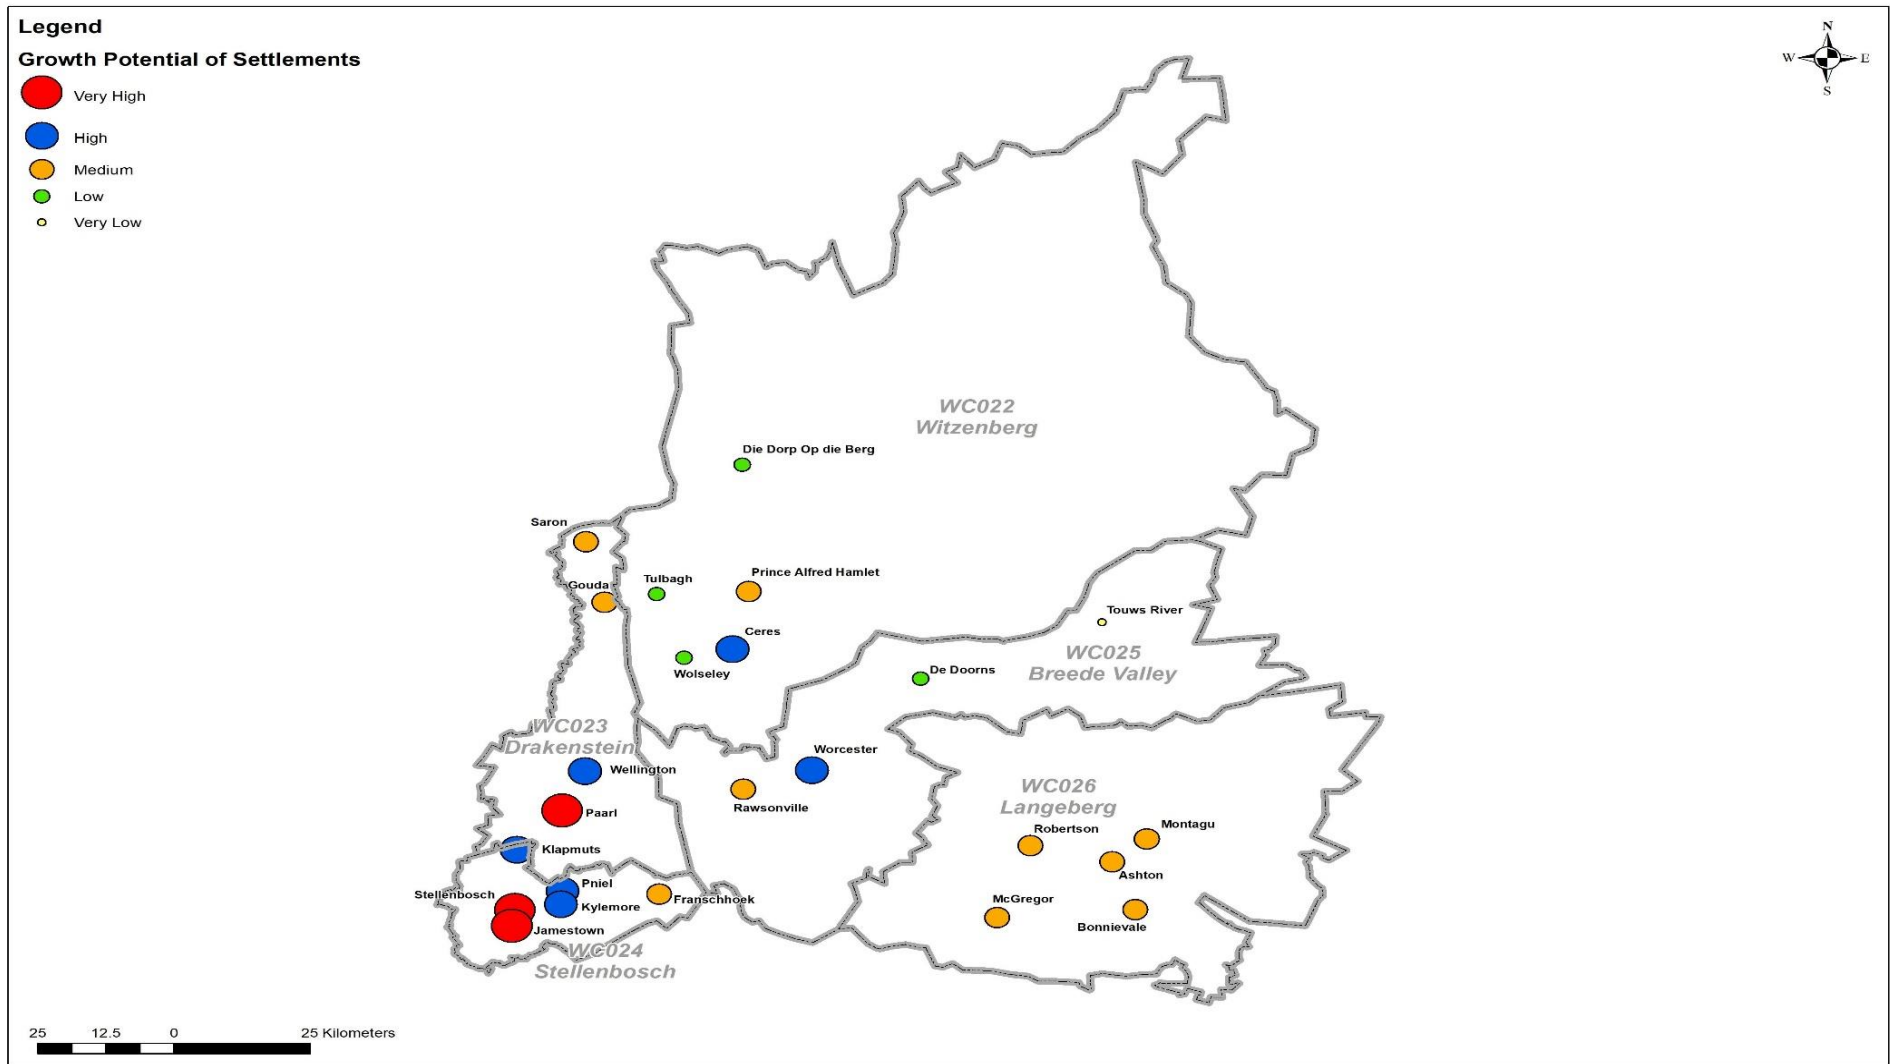 Legend
Growth Potential of Settlements
Very High
High
Medium
Low
Very Low
N
W
E
S
WC022
Witzenberg
Die Dorp Op die Berg
Saron
Gouda
Tulbagh
Prince Alfred Hamlet
Ceres
Wolseley
Touws River
WC025
Breede Valley
De Doorns
WC023
Drakenstein
Wellington
Worcester
Rawsonville
Paarl
WC026
Langeberg
Robertson
Montagu
Ashton
Klapmuts
Pniel
Stellenbosch
Kylemore
Franschhoek
McGregor
Bonnievale
Jamestown
WC024
Stellenbosch
25 12.5 0 25 Kilometers